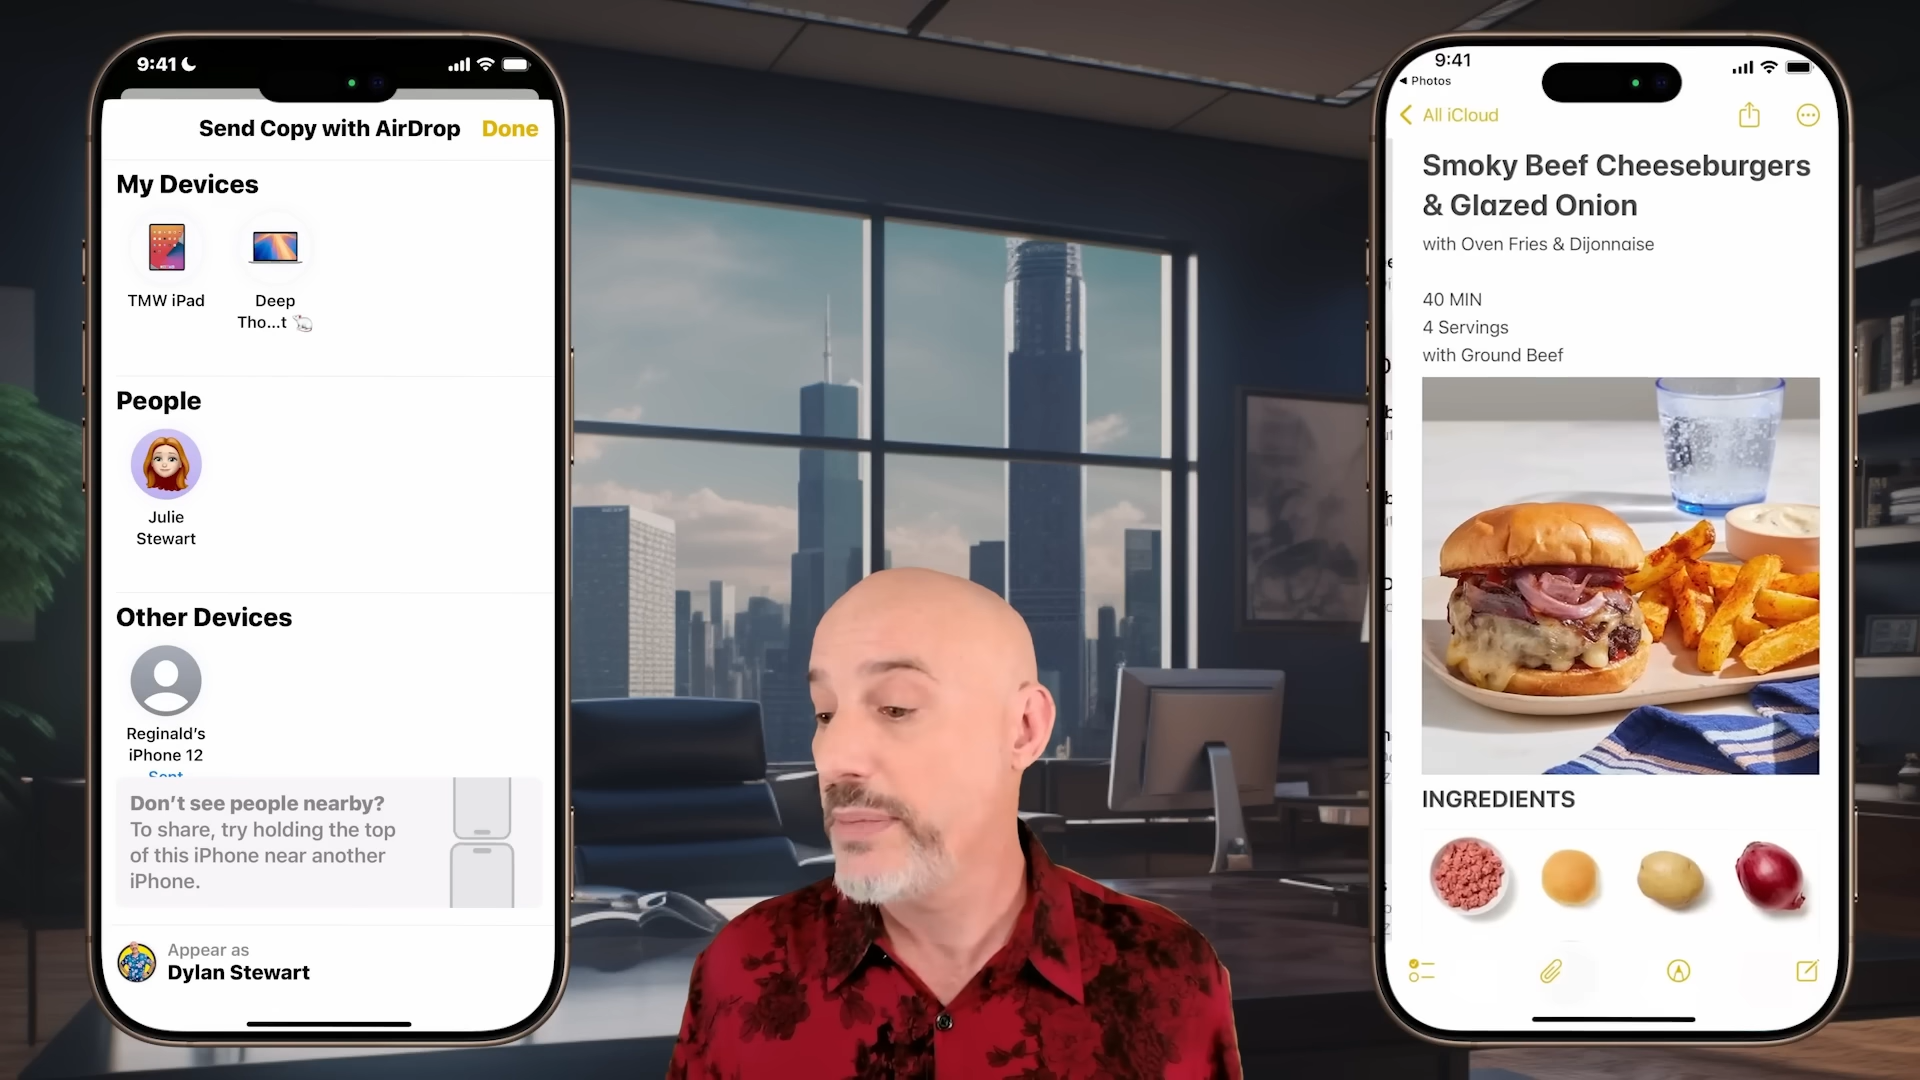 9:41
Send Copy with AirDrop
Done
My Devices
TMW iPad
Deep
Tho...t 🐁
People
Julie
Stewart
Other Devices
Reginald’s
iPhone 12
Sent
Don’t see people nearby?
To share, try holding the top
of this iPhone near another
iPhone.
Appear as
Dylan Stewart
9:41
Photos
All iCloud
Smoky Beef Cheeseburgers
& Glazed Onion
with Oven Fries & Dijonnaise
40 MIN
4 Servings
with Ground Beef
INGREDIENTS